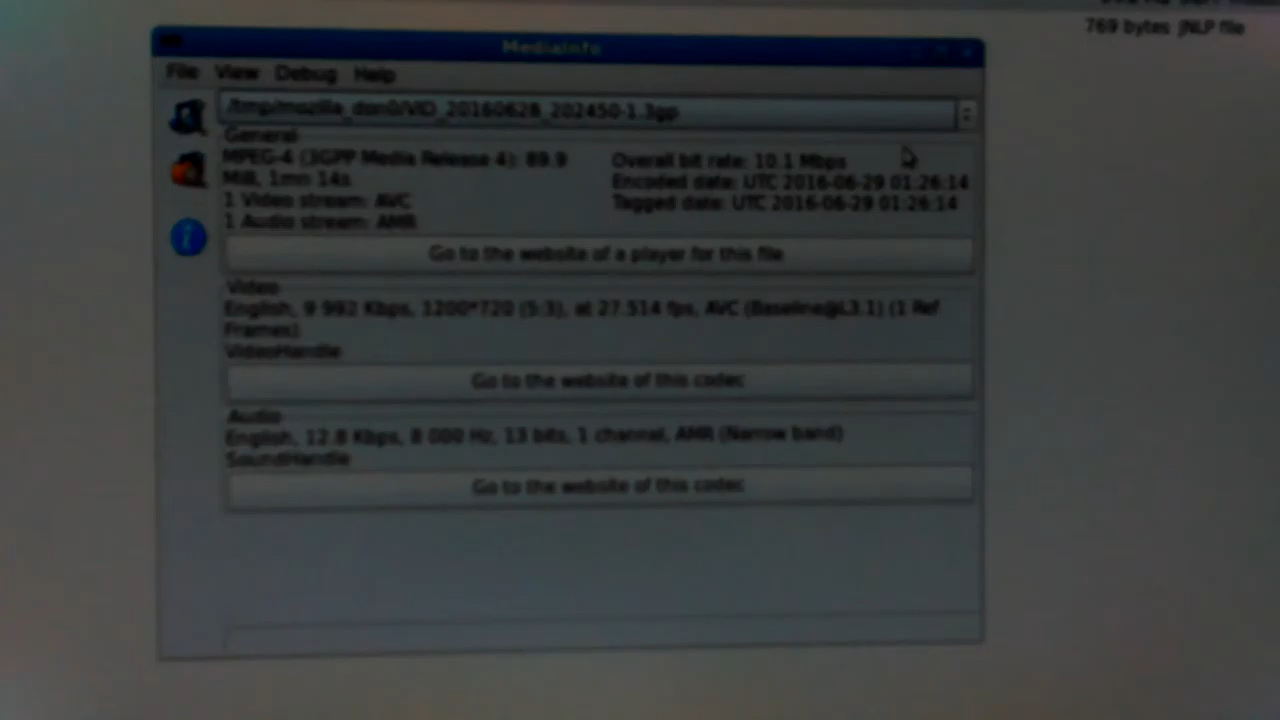 769 bytes JNLP file
MediaInfo
File View Debug Help
/tmp/mozilla_don0/VID_20160628_202450-1.3gp
General
MPEG-4 (3GPP Media Release 4): 89.9
MiB, 1mn 14s
1 Video stream: AVC
1 Audio stream: AMR
Overall bit rate: 10.1 Mbps
Encoded date: UTC 2016-06-29 01:26:14
Tagged date: UTC 2016-06-29 01:26:14
Go to the website of a player for this file
Video
English, 9 992 Kbps, 1200*720 (5:3), at 27.514 fps, AVC (Baseline@L3.1) (1 Ref
Frames)
VideoHandle
Go to the website of this codec
Audio
English, 12.8 Kbps, 8 000 Hz, 13 bits, 1 channel, AMR (Narrow band)
SoundHandle
Go to the website of this codec